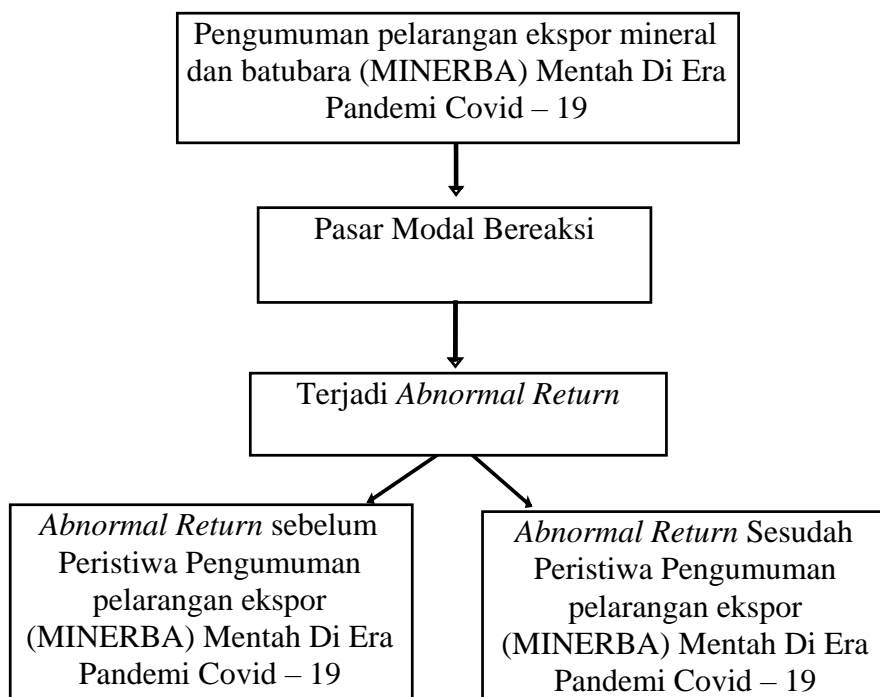 Pengumuman pelarangan ekspor mineral
dan batubara (MINERBA) Mentah Di Era
Pandemi Covid – 19
Pasar Modal Bereaksi
Terjadi Abnormal Return
Abnormal Return sebelum
Peristiwa Pengumuman
pelarangan ekspor
(MINERBA) Mentah Di Era
Pandemi Covid – 19
Abnormal Return Sesudah
Peristiwa Pengumuman
pelarangan ekspor
(MINERBA) Mentah Di Era
Pandemi Covid – 19